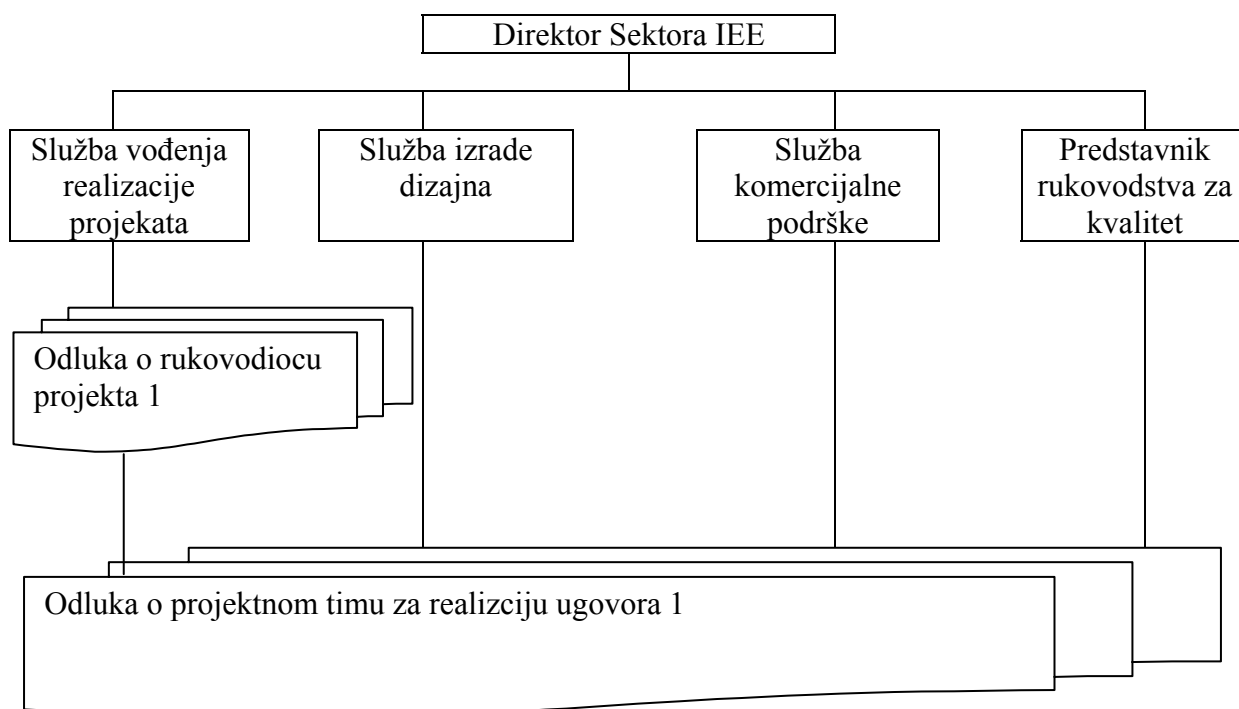 Direktor Sektora IEE
Služba vođenja
realizacije
projekata
Služba izrade
dizajna
Služba
komercijalne
podrške
Predstavnik
rukovodstva za
kvalitet
Odluka o rukovodiocu
projekta 1
Odluka o projektnom timu za realizciju ugovora 1